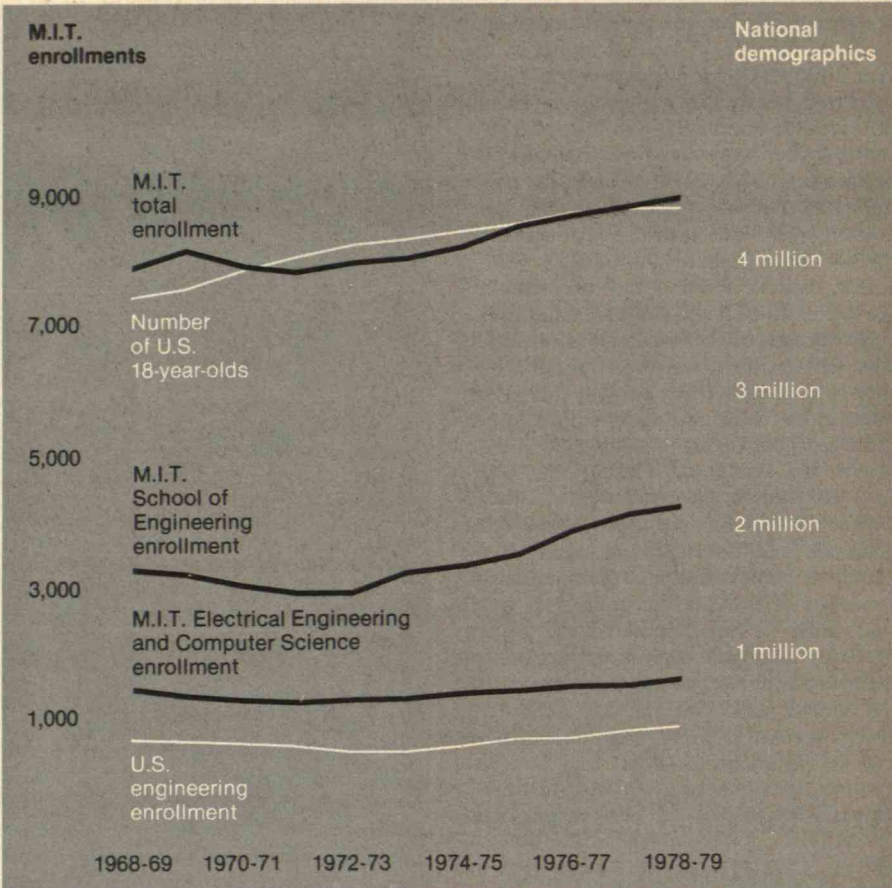 M.I.T.
enrollments
National
demographics
9,000
M.I.T.
total
enrollment
4 million
7,000
Number
of U.S.
18-year-olds
3 million
5,000
M.I.T.
School of
Engineering
enrollment
2 million
3,000
M.I.T. Electrical Engineering
and Computer Science
enrollment
1 million
1,000
U.S.
engineering
enrollment
1968-69 1970-71 1972-73 1974-75 1976-77 1978-79